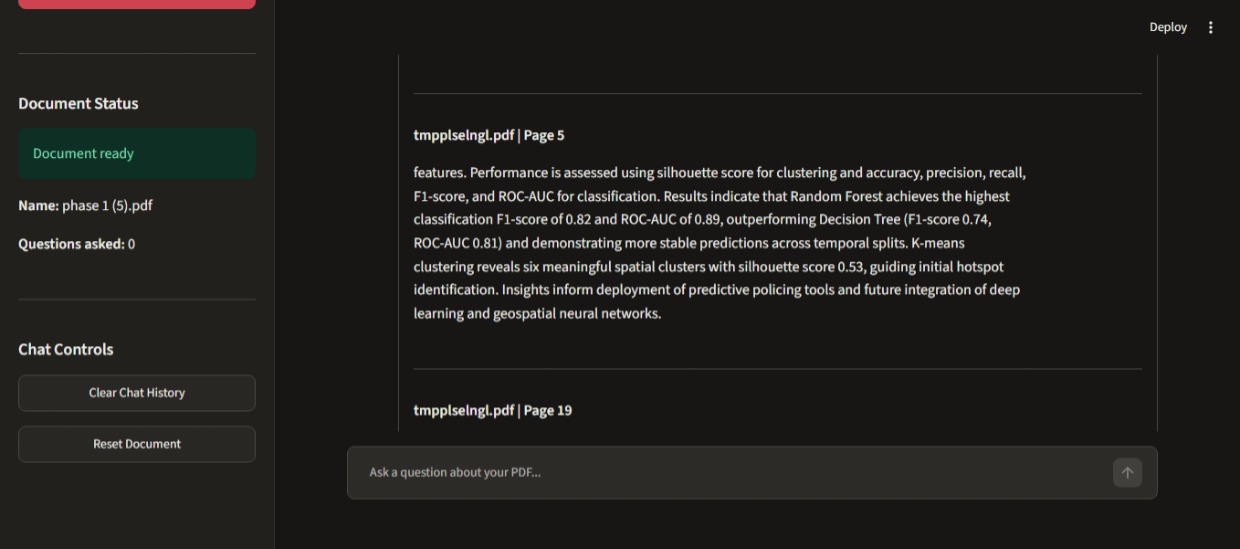 Deploy
Document Status
Document ready
Name: phase 1 (5).pdf
Questions asked: 0
Chat Controls
Clear Chat History
Reset Document
tmpplselngl.pdf | Page 5
features. Performance is assessed using silhouette score for clustering and accuracy, precision, recall,
F1-score, and ROC-AUC for classification. Results indicate that Random Forest achieves the highest
classification F1-score of 0.82 and ROC-AUC of 0.89, outperforming Decision Tree (F1-score 0.74,
ROC-AUC 0.81) and demonstrating more stable predictions across temporal splits. K-means
clustering reveals six meaningful spatial clusters with silhouette score 0.53, guiding initial hotspot
identification. Insights inform deployment of predictive policing tools and future integration of deep
learning and geospatial neural networks.
tmpplselngl.pdf | Page 19
Ask a question about your PDF...